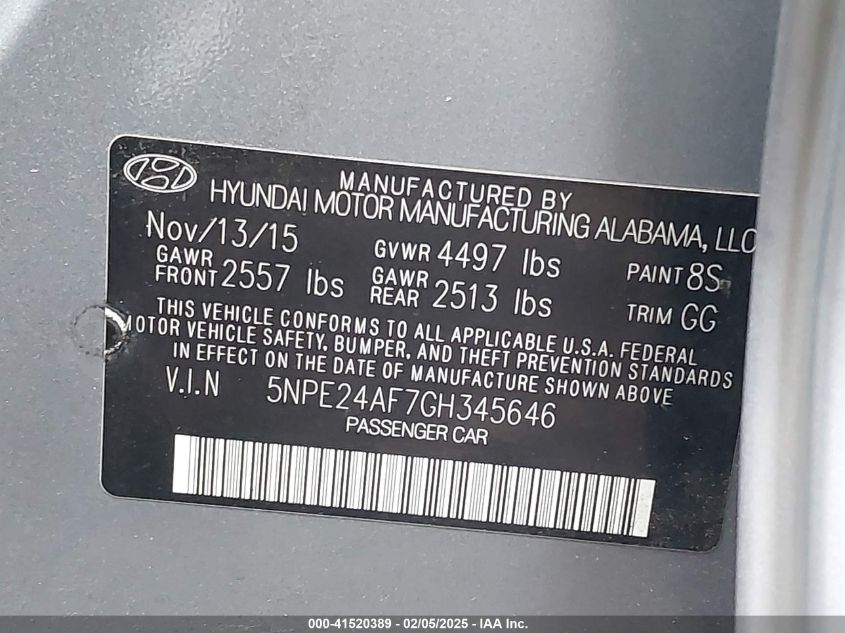 MANUFACTURED BY
HYUNDAI MOTOR MANUFACTURING ALABAMA, LLC
Nov/13/15 GVWR 4497 lbs PAINT 8S
GAWR FRONT 2557 lbs GAWR REAR 2513 lbs TRIM GG
THIS VEHICLE CONFORMS TO ALL APPLICABLE U.S.A. FEDERAL
MOTOR VEHICLE SAFETY, BUMPER, AND THEFT PREVENTION STANDARDS
IN EFFECT ON THE DATE OF MANUFACTURE SHOWN ABOVE
V.I.N 5NPE24AF7GH345646
PASSENGER CAR
000-41520389 - 02/05/2025 - IAA Inc.